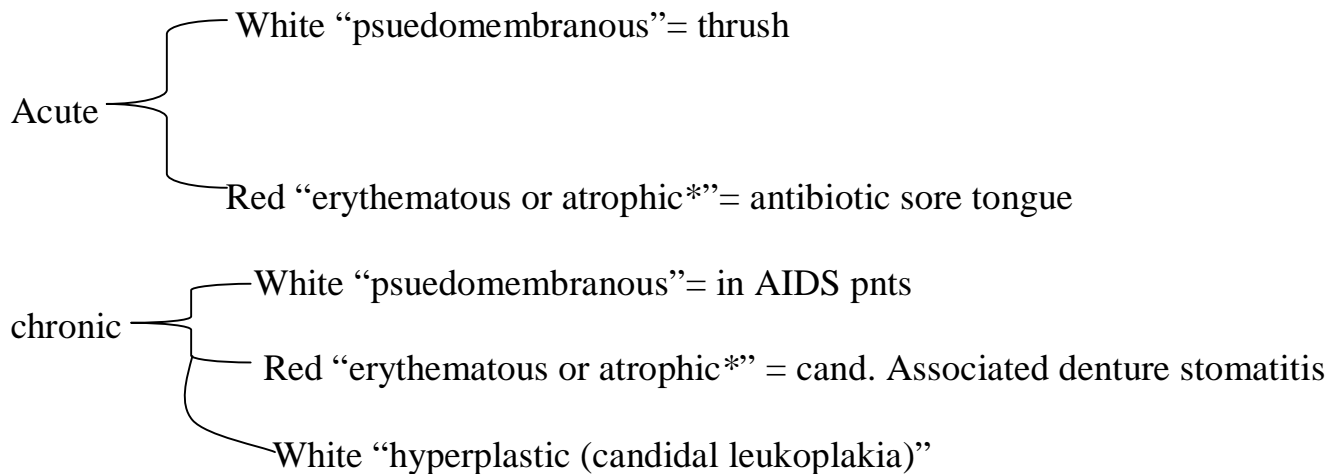 White “psuedomembranous”= thrush
Acute
Red “erythematous or atrophic*”= antibiotic sore tongue
White “psuedomembranous”= in AIDS pnts
chronic
Red “erythematous or atrophic*” = cand. Associated denture stomatitis
White “hyperplastic (candidal leukoplakia)”